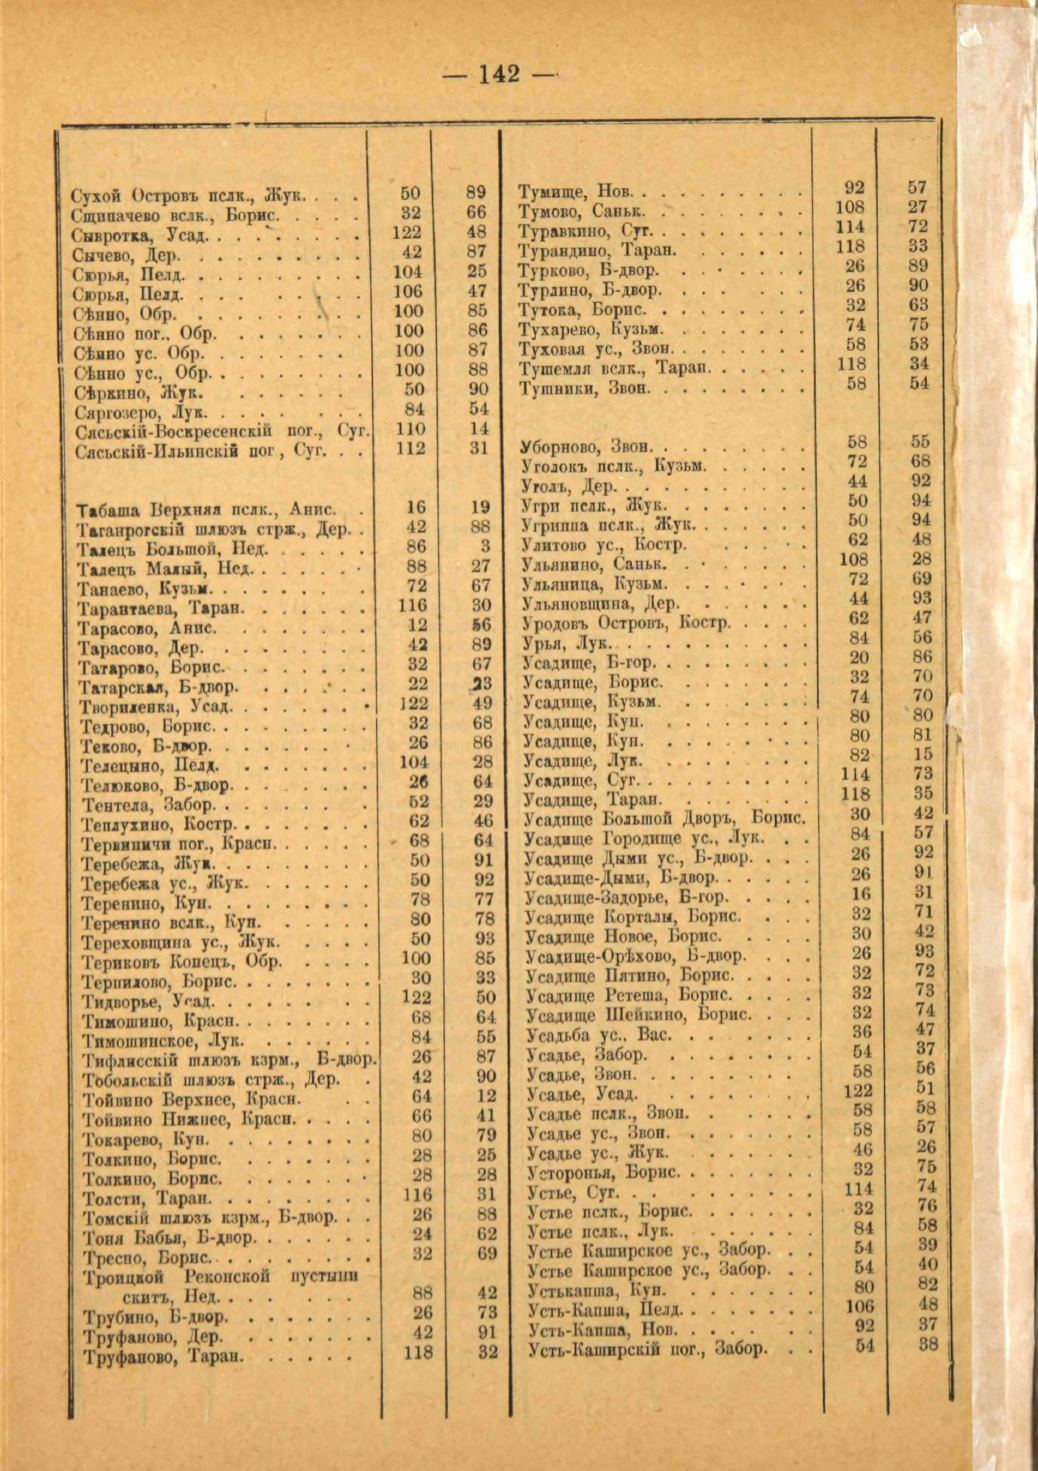 — 142 —
Сухой Островъ пслк., Жук. . . . 50 89
Сщипачево вслк., Борис. . . . . 32 66
Сывротка, Усад. . . . . . . . . 122 48
Сычево, Дер. . . . . . . . . . 42 87
Сюрья, Пелд. . . . . . . . . . 104 25
Сюрья, Пелд. . . . . . . . . 106 47
Сѣнно, Обр. . . . . . . . . . 100 85
Сѣнно пог., Обр. . . . . . . . 100 86
Сѣнно ус. Обр. . . . . . . . 100 87
Сѣнно ус., Обр. . . . . . . . . 100 88
Сѣркино, Жук. . . . . . . 50 90
Сяргозеро, Лук. . . . . . . . 84 54
Сясьскій-Воскресенскій пог., Суг. 110 14
Сясьскій-Ильинскій пог, Суг. . . 112 31
Табаша Верхняя пслк., Анис. . 16 19
Таганрогскій шлюзъ стрж., Дер. . 42 88
Талецъ Большой, Нед. . . . . . 86 3
Талецъ Малый, Нед. . . . . . . 88 27
Танаево, Кузьм. . . . . . . . 72 67
Тарантаева, Таран. . . . . . . 116 30
Тарасово, Анис. . . . . . . . 12 56
Тарасово, Дер. . . . . . . . . 42 89
Татарово, Борис. . . . . . . . 32 67
Татарская, Б-двор. . . . . . . 22 23
Твориленка, Усад. . . . . . . . 122 49
Тедрово, Борис. . . . . . . . . 32 68
Теково, Б-двор. . . . . . . . 26 86
Телецыно, Пелд. . . . . . . . 104 28
Телюково, Б-двор. . . . . . . . 26 64
Тентела, Забор. . . . . . . . 52 29
Теплухино, Костр. . . . . . . . 62 46
Тервиничи пог., Красн. . . . . . 68 64
Теребежа, Жук. . . . . . . . . 50 91
Теребежа ус., Жук. . . . . . . 50 92
Теренино, Кун. . . . . . . . . 78 77
Теренино вслк., Кун. . . . . . 80 78
Тереховщина ус., Жук. . . . . 50 93
Териковъ Конецъ, Обр. . . . . 100 85
Терпилово, Борис. . . . . . . . 30 33
Тидворье, Усад. . . . . . . . 122 50
Тимошино, Красн. . . . . . . . 68 64
Тимошинское, Лук. . . . . . . 84 55
Тифлисскій шлюзъ кзрм., Б-двор. 26 87
Тобольскій шлюзъ стрж., Дер. . 42 90
Тойвино Верхнее, Красн. . . 64 12
Тойвино Нижнее, Красн. . . . . 66 41
Токарево, Кун. . . . . . . . . 80 79
Толкино, Борис. . . . . . . . 28 25
Толкино, Борис. . . . . . . . 28 28
Толсти, Таран. . . . . . . . . 116 31
Томскій шлюзъ кзрм., Б-двор. . . 26 88
Тоня Бабья, Б-двор. . . . . . . 24 62
Тресно, Борис. . . . . . . . . 32 69
Троицкой Реконской пустыни
скитъ, Нед. . . . . . . 88 42
Трубино, Б-двор. . . . . . . . 26 73
Труфаново, Дер. . . . . . . . 42 91
Труфаново, Таран. . . . . . 118 32
Тумище, Нов. . . . . . . . . . 92 57
Тумово, Саньк. . . . . . . . . 108 27
Туравкино, Суг. . . . . . . . . 114 72
Турандино, Таран. . . . . . . 118 33
Турково, Б-двор. . . . . . . . 26 89
Турлино, Б-двор. . . . . . . 26 90
Тутока, Борис. . . . . . . . . 32 63
Тухарево, Кузьм. . . . . . . . 74 75
Туховая ус., Звон. . . . . . . . 58 53
Тушемля вслк., Таран. . . . . . 118 34
Тушники, Звон. . . . . . . . . 58 54
Уборново, Звон. . . . . . . . . 58 55
Уголокъ пслк., Кузьм. . . . . . 72 68
Уголъ, Дер. . . . . . . . . . . 44 92
Угри пслк., Жук. . . . . . . . 50 94
Угриппа пслк., Жук. . . . . . . 50 94
Улитово ус., Костр. . . . . . 62 48
Ульянино, Саньк. . . . . . . . 108 28
Ульяница, Кузьм. . . . . . . . 72 69
Ульяновщина, Дер. . . . . . . 44 93
Уродовъ Островъ, Костр. . . . . 62 47
Урья, Лук. . . . . . . . . . . 84 56
Усадище, Б-гор. . . . . . . . . 20 86
Усадище, Борис. . . . . . . . 32 70
Усадище, Кузьм. . . . . . . . 74 70
Усадище, Кун. . . . . . . . . 80 80
Усадище, Кун. . . . . . . . . 80 81
Усадище, Лук. . . . . . . . . 82 15
Усадище, Суг. . . . . . . . . . 114 73
Усадище, Таран. . . . . . . . 118 35
Усадище Большой Дворъ, Борис. 30 42
Усадище Городище ус., Лук. . . 84 57
Усадище Дыми ус., Б-двор. . . . 26 92
Усадище-Дыми, Б-двор. . . . . . 26 91
Усадище-Задорье, Б-гор. . . . . 16 31
Усадище Корталы, Борис. . . . 32 71
Усадище Новое, Борис. . . . . 30 42
Усадище-Орѣхово, Б-двор. . . . 26 93
Усадище Пятино, Борис. . . . . 32 72
Усадище Ретеша, Борис. . . . . 32 73
Усадище Шейкино, Борис. . . . 32 74
Усадьба ус., Вас. . . . . . . 36 47
Усадье, Забор. . . . . . . . . 54 37
Усадье, Звон. . . . . . . . . 58 56
Усадье, Усад. . . . . . . . 122 51
Усадье пслк., Звон. . . . . . . 58 58
Усадье ус., Звон. . . . . . . . 58 57
Усадье ус., Жук. . . . . . . . 46 26
Усторонья, Борис. . . . . . . . 32 75
Устье, Суг. . . . . . . . . . . 114 74
Устье пслк., Борис. . . . . . . 32 76
Устье пслк., Лук. . . . . . . 84 58
Устье Каширское ус., Забор. . . . 54 39
Устье Каширское ус., Забор. . . 54 40
Устькапша, Кун. . . . . . . . 80 82
Усть-Капша, Пелд. . . . . . . . 106 48
Усть-Капша, Нов. . . . . . . 92 37
Усть-Каширскій пог., Забор. . . 54 38